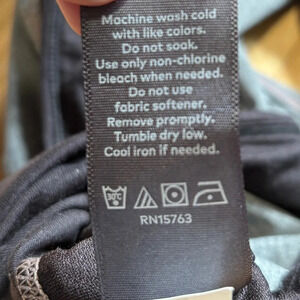 Machine wash cold
with like colors.
Do not soak.
Use only non-chlorine
bleach when needed.
Do not use
fabric softener.
Remove promptly.
Tumble dry low.
Cool iron if needed.
30°C
RN15763